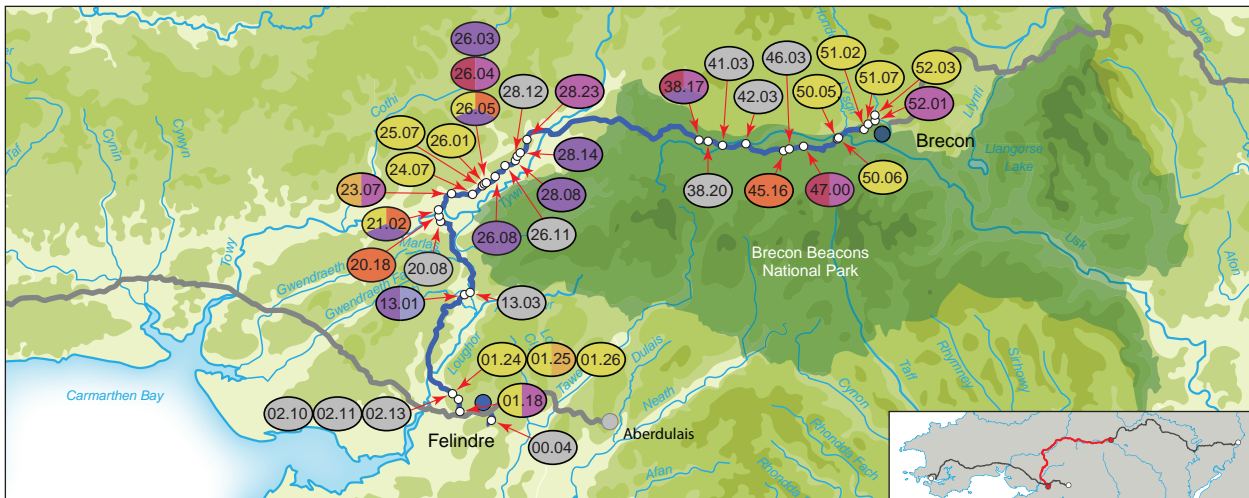 26.03
26.04
26.05
28.12
28.23
38.17
41.03
46.03
42.03
50.05
51.02
51.07
52.03
52.01
Brecon
Cothi
Cywyn
Cynin
Taf
Dore
Llynfi
Llangorse
Lake
25.07
26.01
24.07
23.07
28.14
28.08
26.11
26.08
38.20
45.16
47.00
50.06
21.02
20.18
20.08
Tywi
Towy
Marlas
Gwendraeth
Gwendraeth Fa
Brecon Beacons
National Park
Usk
Afon
13.01
13.03
Loughor
01.24
01.25
01.26
Dulais
Tawe
Neath
Cynon
Taff
Rhymney
Sirhowy
Carmarthen Bay
02.10
02.11
02.13
01.18
Felindre
00.04
Aberdulais
Afan
Rhondda
Rhondda Fach